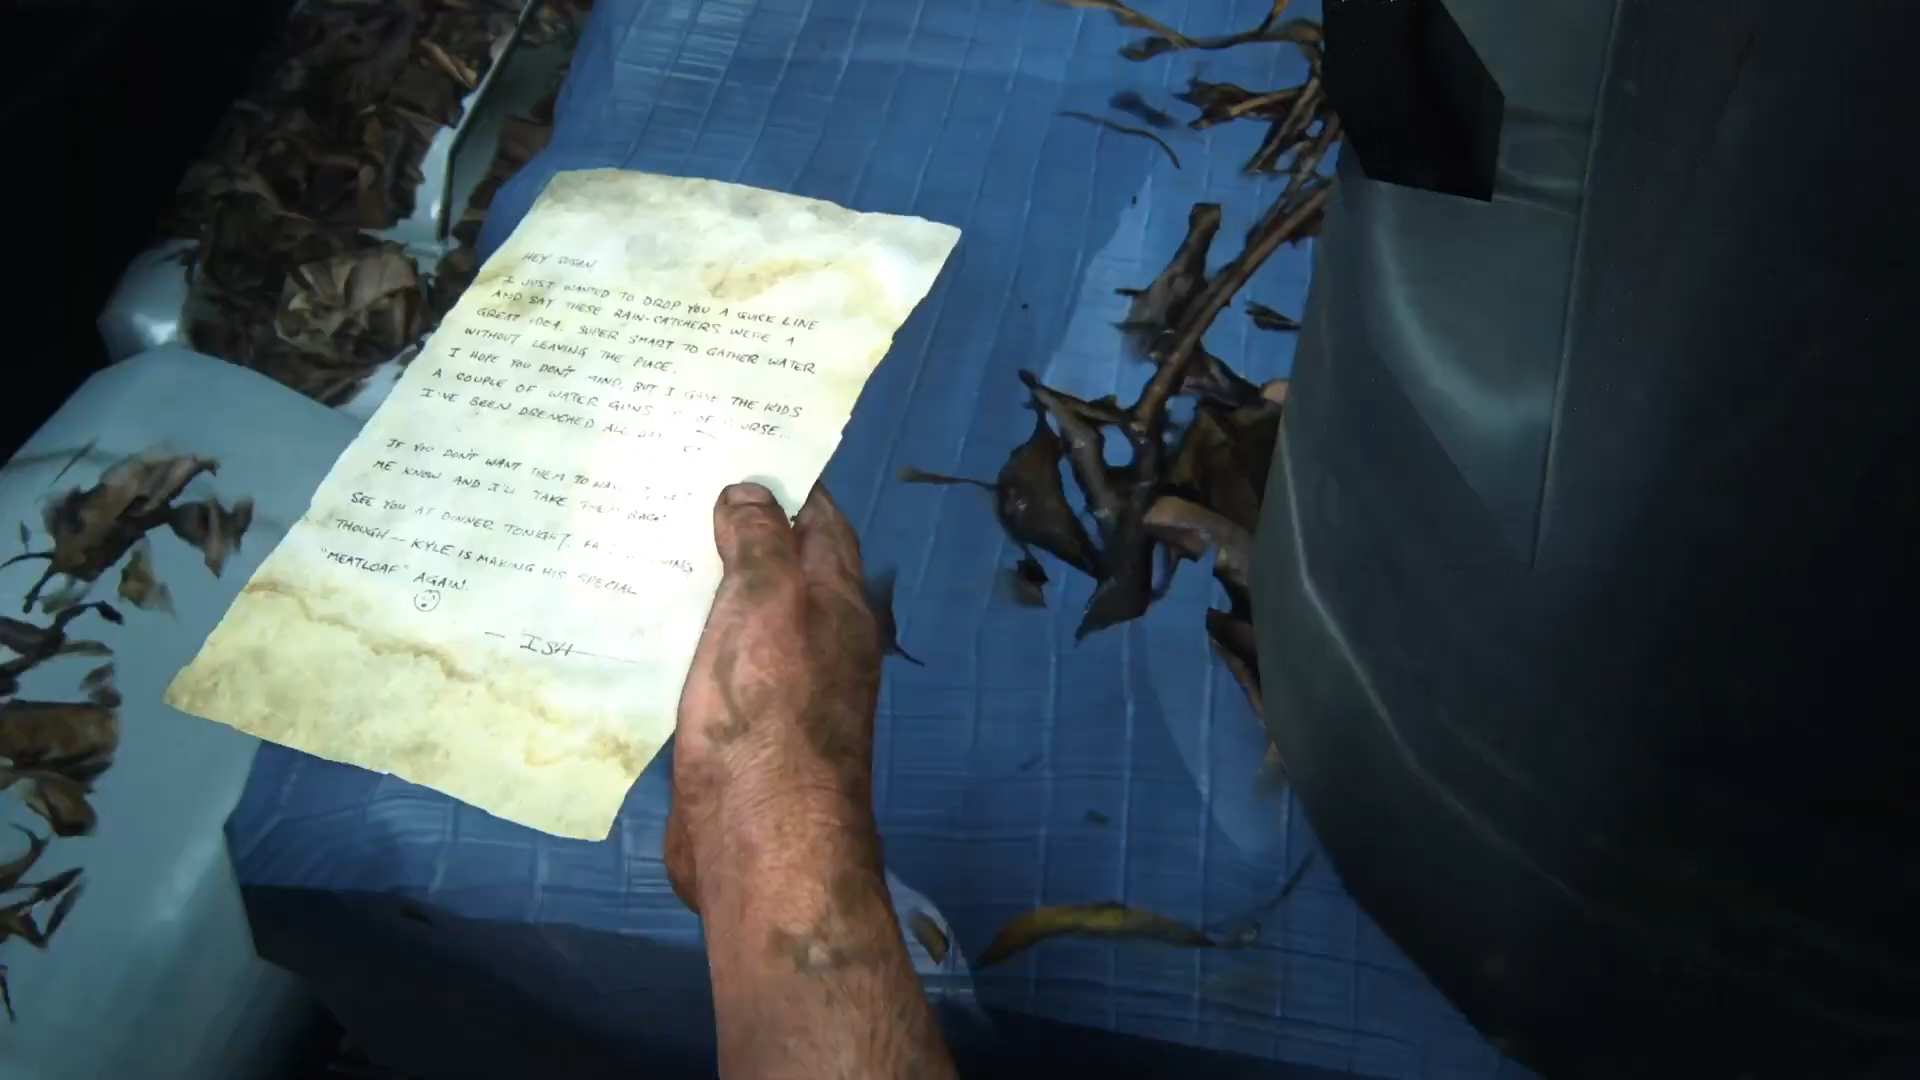 HEY SUSAN
I JUST WANTED TO DROP YOU A QUICK LINE
AND SAY THESE RAIN-CATCHERS WERE A
GREAT IDEA. SUPER SMART TO GATHER WATER
WITHOUT LEAVING THE PLACE.
I HOPE YOU DON'T MIND, BUT I GAVE THE KIDS
A COUPLE OF WATER GUNS, OF
I'VE BEEN DRENCHED ALL DAY
IF YOU DON'T WANT THEM TO
ME KNOW AND I'LL TAKE THEM BACK
SEE YOU AT DINNER TONIGHT.
THOUGH — KYLE IS MAKING HIS SPECIAL
"MEATLOAF" AGAIN.
— ISH